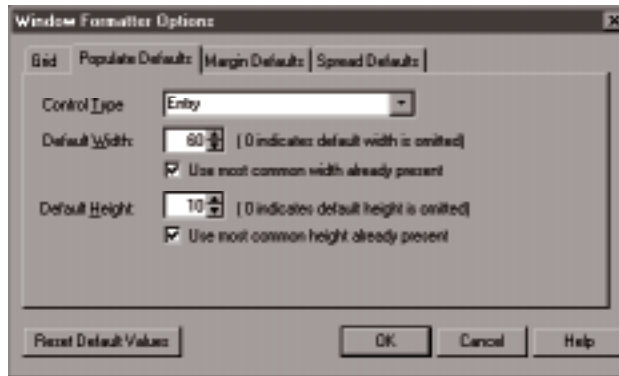 Window Formatter Options
Grid Populate Defaults Margin Defaults Spread Defaults
Control Type Entry
Default Width: 60 ( 0 indicates default width is omitted)
Use most common width already present
Default Height: 10 ( 0 indicates default height is omitted)
Use most common height already present
Reset Default Values OK Cancel Help